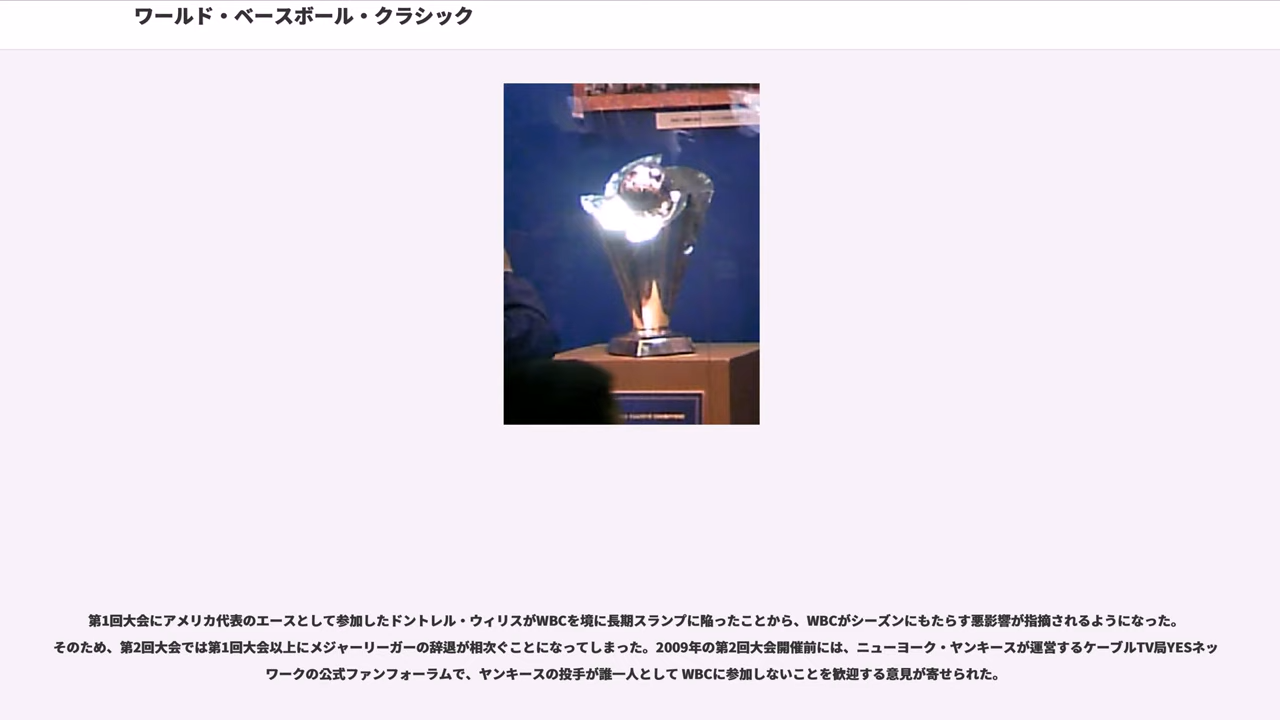 ワールド・ベースボール・クラシック
第1回大会にアメリカ代表のエースとして参加したドントレル・ウィリスがWBCを境に長期スランプに陥ったことから、WBCがシーズンにもたらす悪影響が指摘されるようになった。
そのため、第2回大会では第1回大会以上にメジャーリーガーの辞退が相次ぐことになってしまった。2009年の第2回大会開催前には、ニューヨーク・ヤンキースが運営するケーブルTV局YESネッ
ワークの公式ファンフォーラムで、ヤンキースの投手が誰一人として WBCに参加しないことを歓迎する意見が寄せられた。